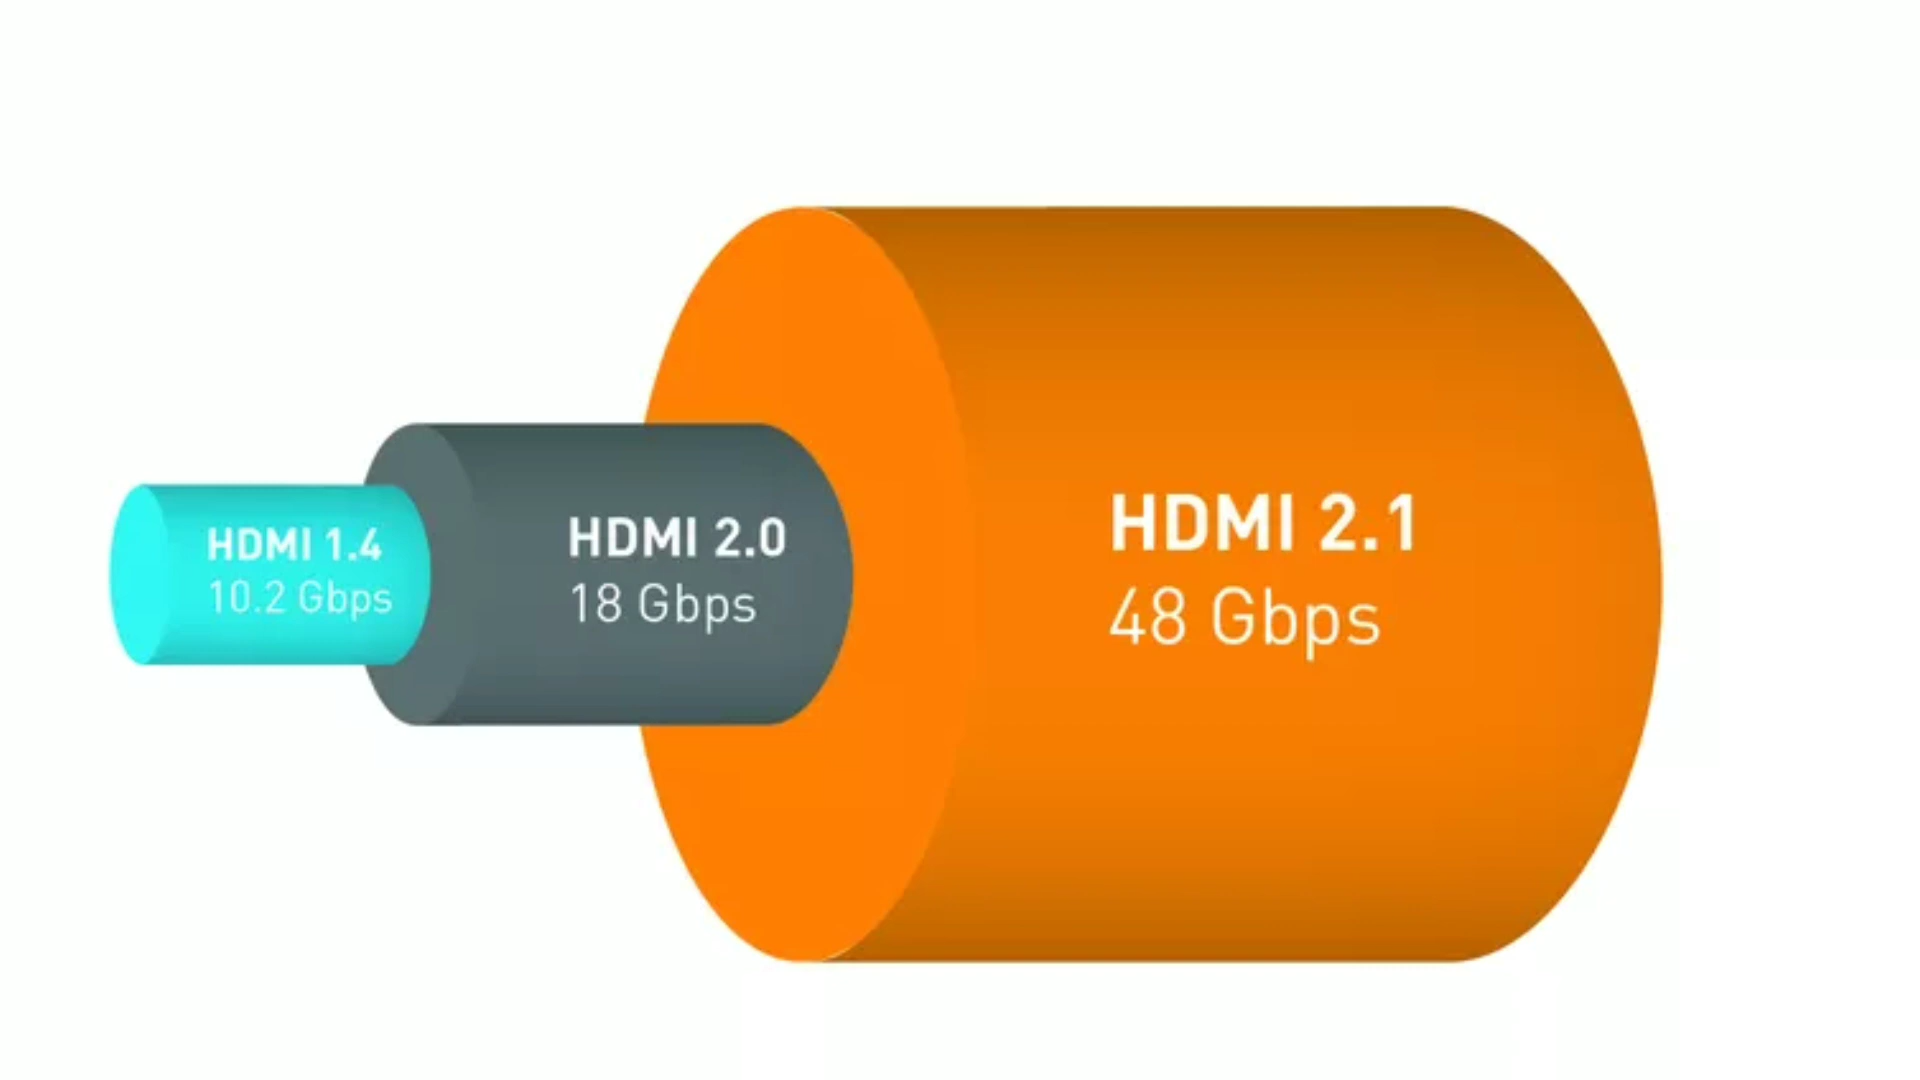 HDMI 1.4
10.2 Gbps
HDMI 2.0
18 Gbps
HDMI 2.1
48 Gbps